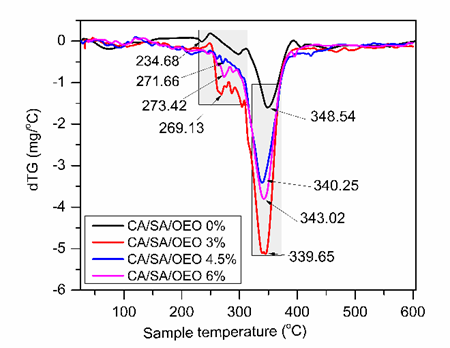 0
-1
-2
-3
-4
-5
-6
dTG (mg/°C)
234.68
271.66
273.42
269.13
348.54
340.25
343.02
339.65
CA/SA/OEO 0%
CA/SA/OEO 3%
CA/SA/OEO 4.5%
CA/SA/OEO 6%
100 200 300 400 500 600
Sample temperature (°C)